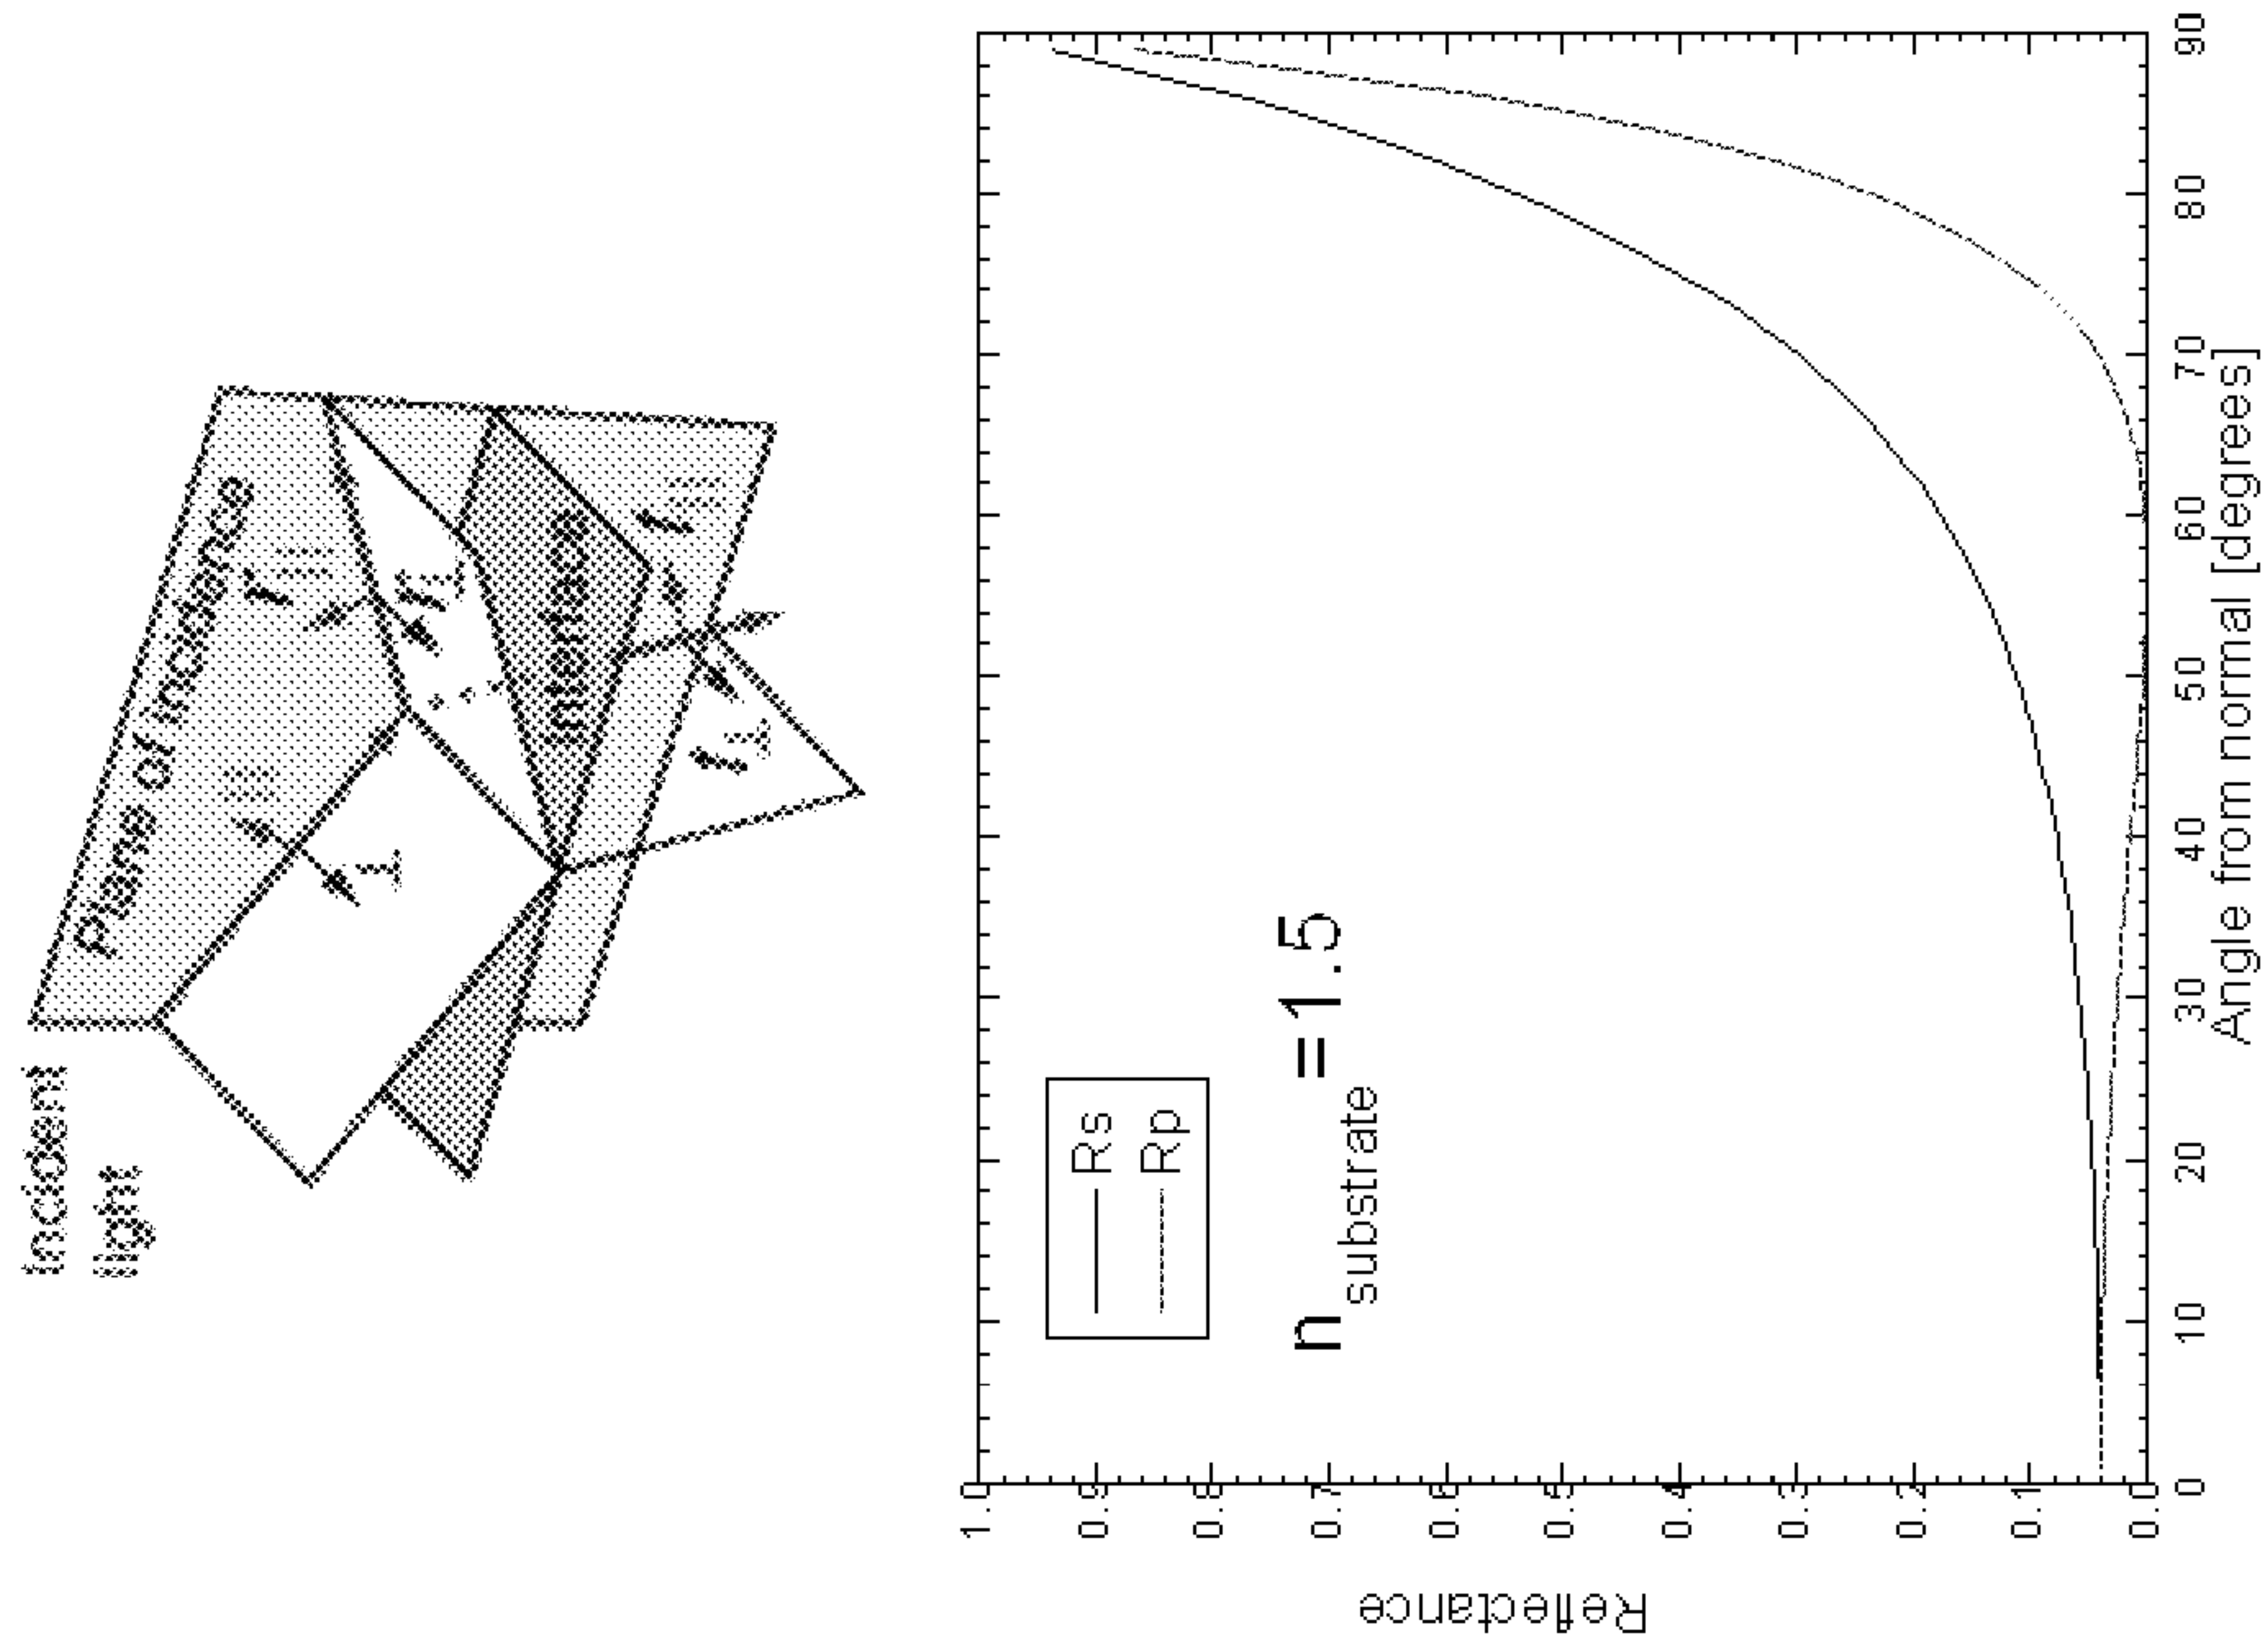 Incident
light
Plane of incidence
I∥
I⊥
r∥
r⊥
Interface
t∥
t⊥
Reflectance
1.0
0.9
0.8
0.7
0.6
0.5
0.4
0.3
0.2
0.1
0.0
Rs
Rp
n substrate =1.5
0 10 20 30 40 50 60 70 80 90
Angle from normal [degrees]